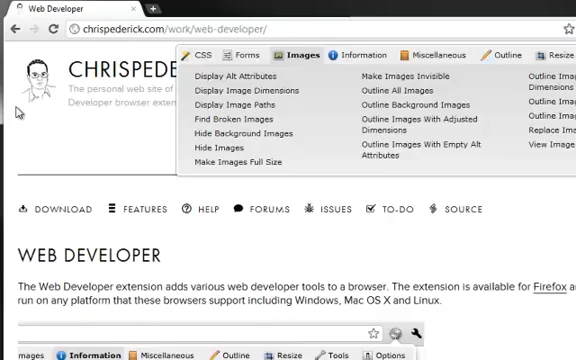 Web Developer
chrispederick.com/work/web-developer/
CSS Forms Images Information Miscellaneous Outline Resize
CHRISPEDE
The personal web site of
Developer browser exten
Display Alt Attributes
Display Image Dimensions
Display Image Paths
Find Broken Images
Hide Background Images
Hide Images
Make Images Full Size
Make Images Invisible
Outline All Images
Outline Background Images
Outline Images With Adjusted
Dimensions
Outline Images With Empty Alt
Attributes
Outline Ima
Dimensions
Outline Ima
Outline Ima
Replace Ima
View Image
DOWNLOAD FEATURES HELP FORUMS ISSUES TO-DO SOURCE
WEB DEVELOPER
The Web Developer extension adds various web developer tools to a browser. The extension is available for Firefox a
run on any platform that these browsers support including Windows, Mac OS X and Linux.
mages Information Miscellaneous Outline Resize Tools Options